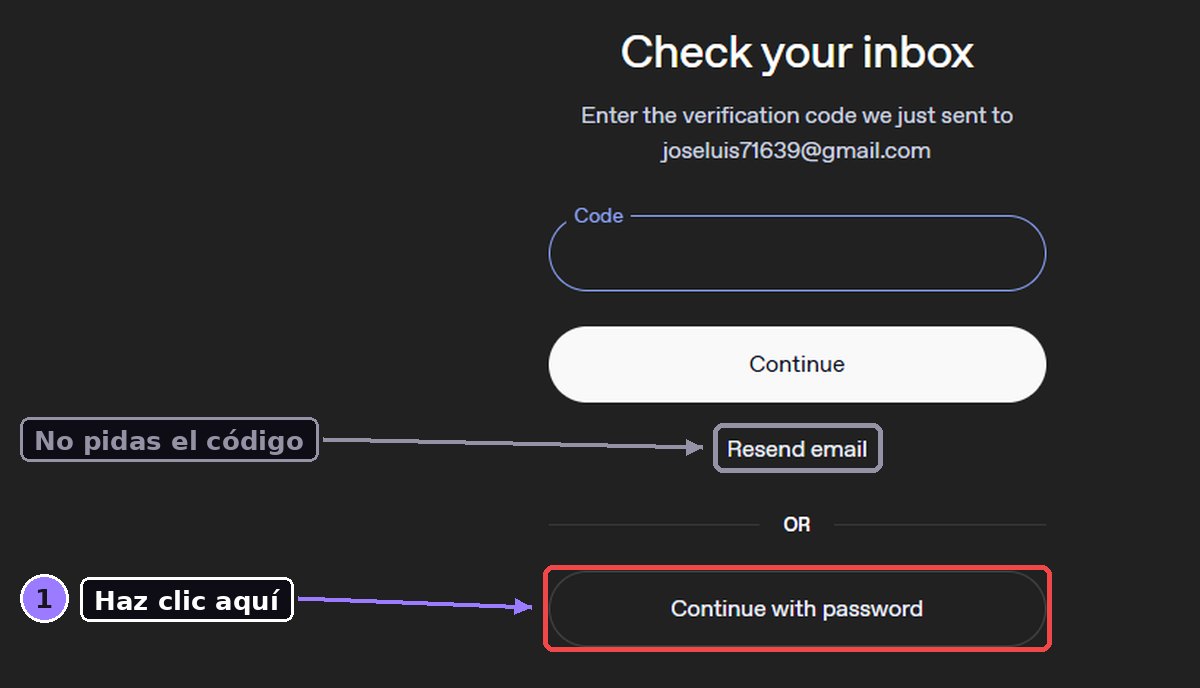 Check your inbox
Enter the verification code we just sent to
joseluis71639@gmail.com
Code
Continue
No pidas el código
Resend email
OR
1
Haz clic aquí
Continue with password